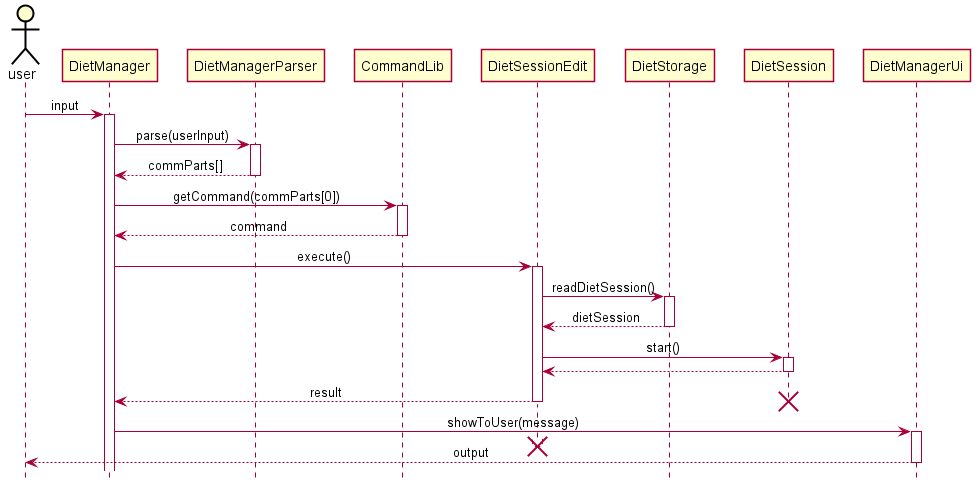 user
DietManager
DietManagerParser
CommandLib
DietSessionEdit
DietStorage
DietSession
DietManagerUi
input
parse(userInput)
commParts[]
getCommand(commParts[0])
command
execute()
readDietSession()
dietSession
start()
result
showToUser(message)
output